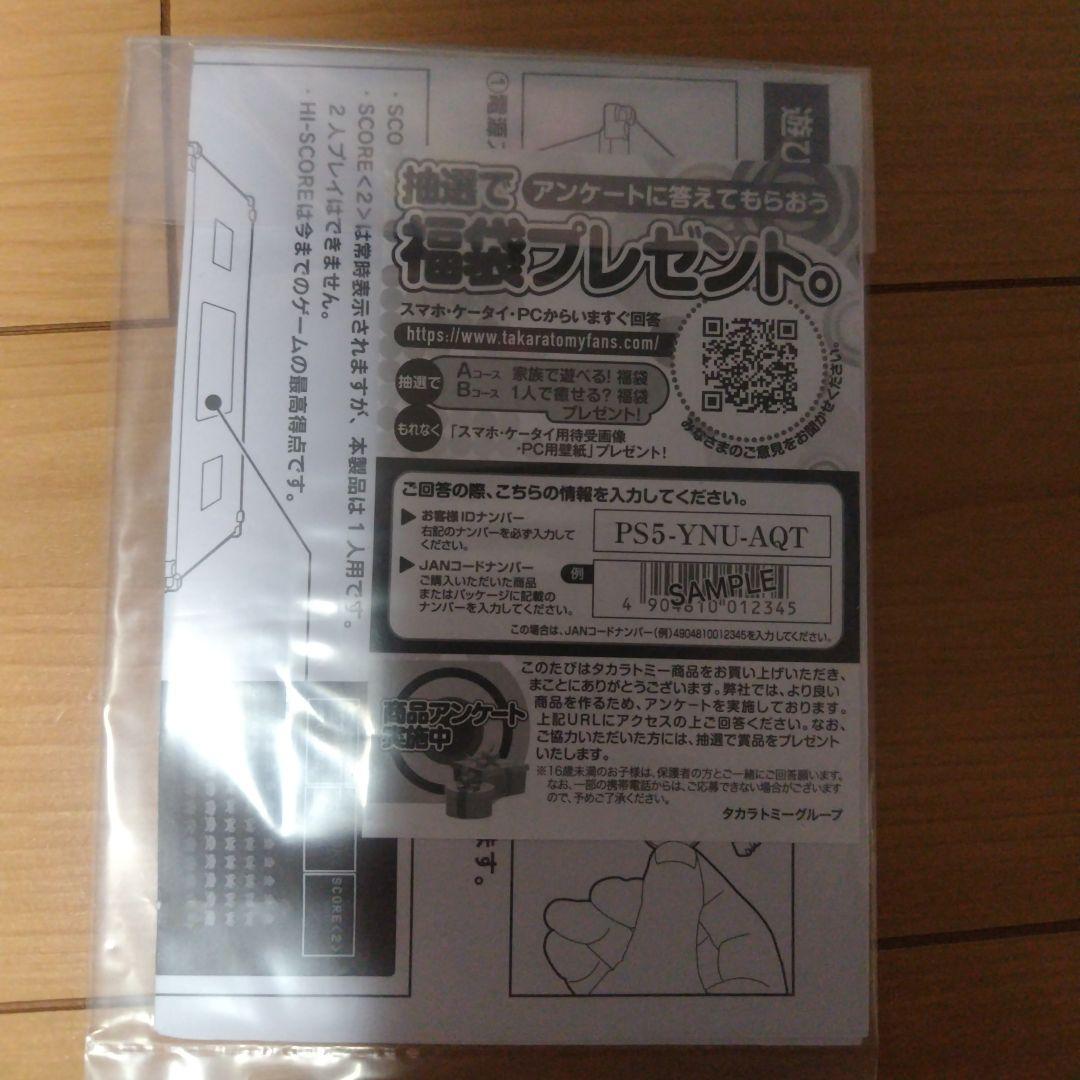 遊び
①電源
・SCO
・SCORE<2>は常時表示されますが、本製品は1人用です。
2人プレイはできません。
・HI-SCOREは今までのゲームの最高得点です。
抽選で
アンケートに答えてもらおう
福袋プレゼント。
スマホ・ケータイ・PCからいますぐ回答
https://www.takaratomyfans.com/
抽選で
Aコース 家族で遊べる! 福袋
Bコース 1人で癒せる? 福袋
プレゼント!
もれなく
「スマホ・ケータイ用待受画像
・PC用壁紙」プレゼント!
みなさまのご意見をお聞かせください。
ご回答の際、こちらの情報を入力してください。
▶ お客様IDナンバー
右記のナンバーを必ず入力して
ください。
PS5-YNU-AQT
▶ JANコードナンバー
ご購入いただいた商品
またはパッケージに記載の
ナンバーを入力してください。
例
SAMPLE
4 904810 012345
この場合は、JANコードナンバー(例)4904810012345を入力してください。
商品アンケート
実施中
このたびはタカラトミー商品をお買い上げいただき、
まことにありがとうございます。弊社では、より良い
商品を作るため、アンケートを実施しております。
上記URLにアクセスの上ご回答ください。なお、
ご協力いただいた方には、抽選で賞品をプレゼント
いたします。
※16歳未満のお子様は、保護者の方とご一緒にご回答願います。
なお、一部の携帯電話からは、ご応募できない場合がございます
ので、予めご了承ください。
タカラトミーグループ
ます。
SCORE<2>